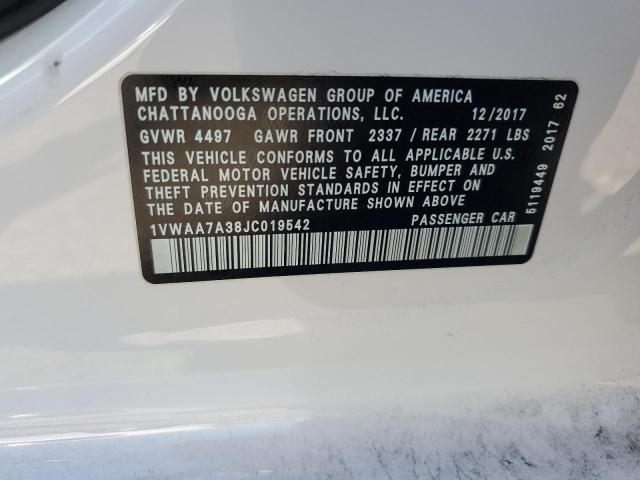 MFD BY VOLKSWAGEN GROUP OF AMERICA
CHATTANOOGA OPERATIONS, LLC. 12/2017
GVWR 4497 GAWR FRONT 2337 / REAR 2271 LBS
THIS VEHICLE CONFORMS TO ALL APPLICABLE U.S.
FEDERAL MOTOR VEHICLE SAFETY, BUMPER AND
THEFT PREVENTION STANDARDS IN EFFECT ON
THE DATE OF MANUFACTURE SHOWN ABOVE
1VWAA7A38JC019542 PASSENGER CAR
5119449 2017 62